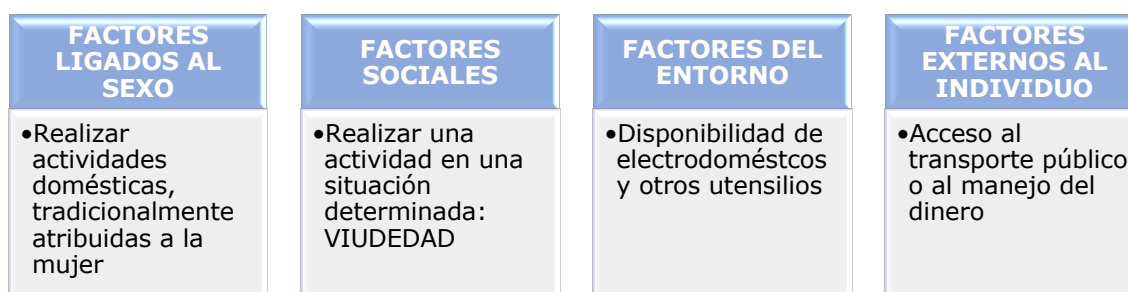 FACTORES
LIGADOS AL
SEXO
•Realizar
actividades
domésticas,
tradicionalmente
atribuidas a la
mujer
FACTORES
SOCIALES
•Realizar una
actividad en una
situación
determinada:
VIUDEDAD
FACTORES DEL
ENTORNO
•Disponibilidad de
electrodoméstcos
y otros utensilios
FACTORES
EXTERNOS AL
INDIVIDUO
•Acceso al
transporte público
o al manejo del
dinero